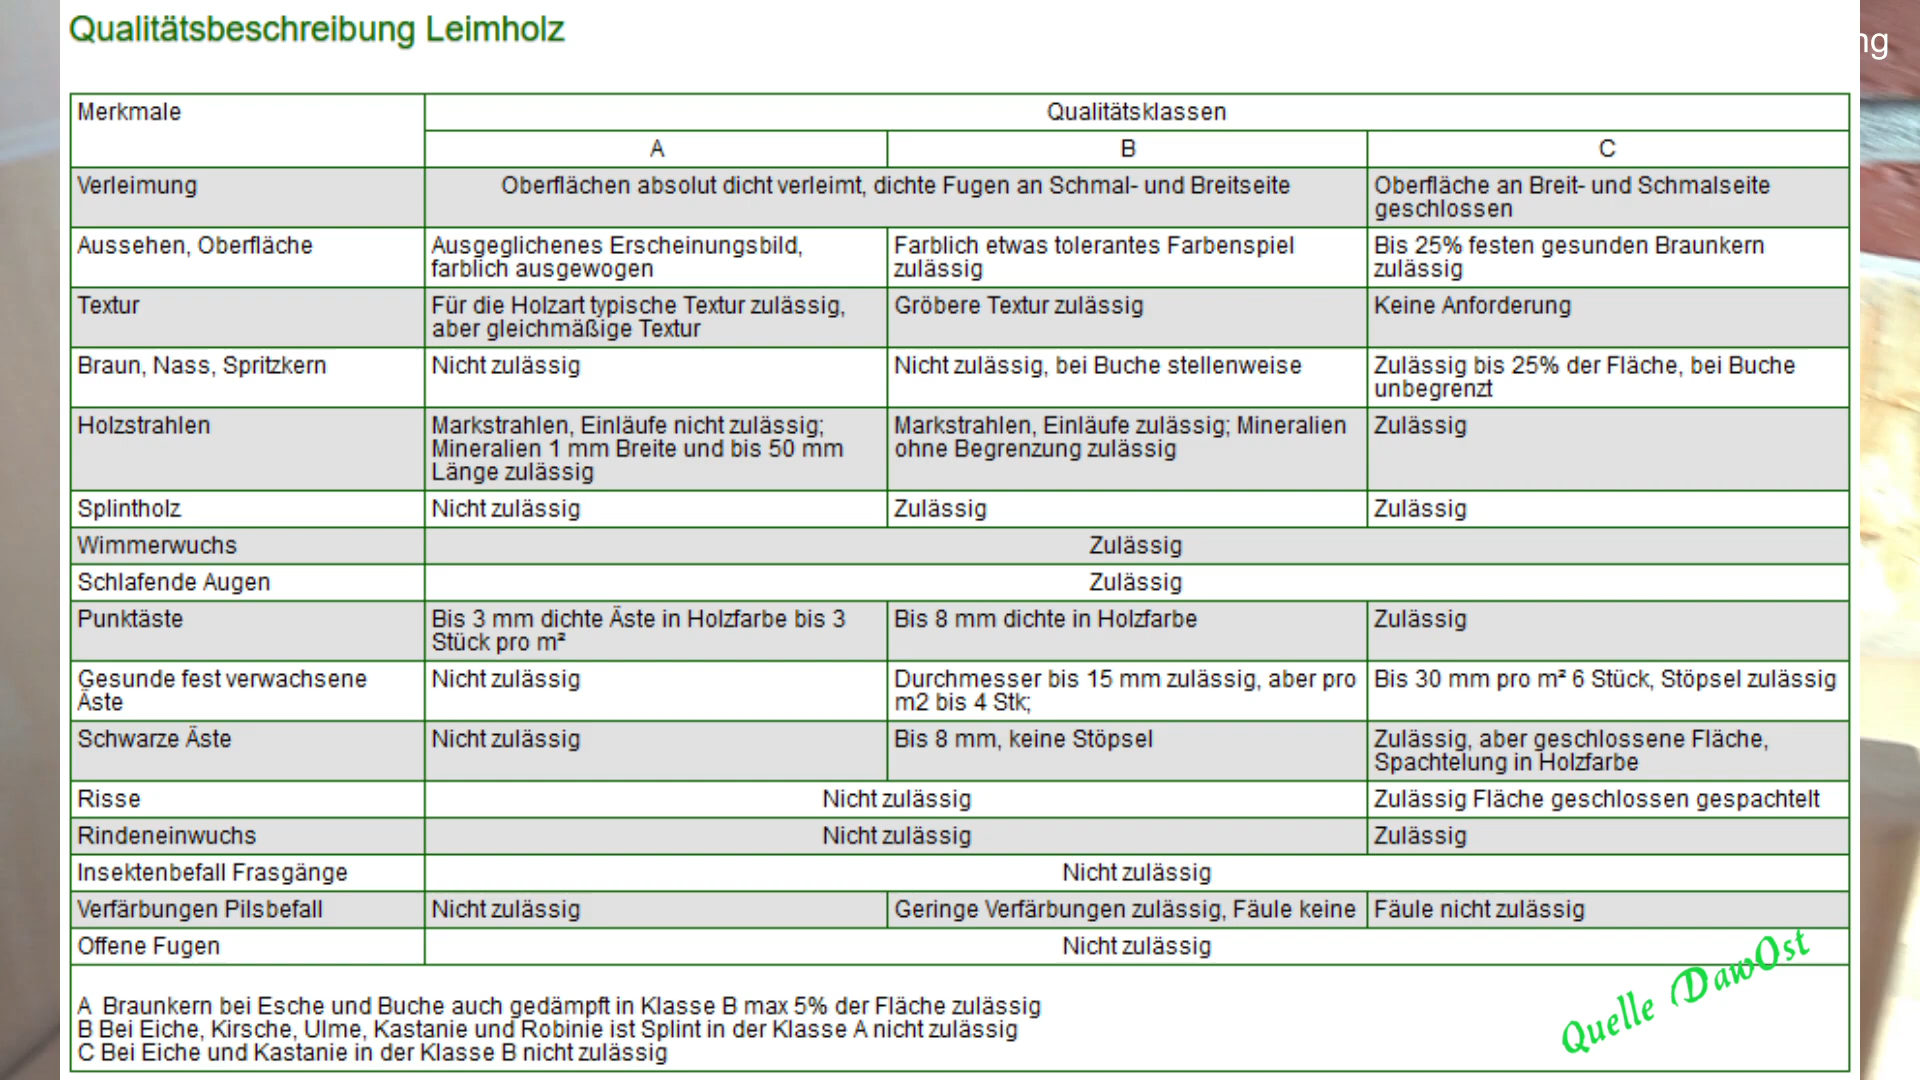 Qualitätsbeschreibung Leimholz
ng
Merkmale
Qualitätsklassen
A
B
C
Verleimung
Oberflächen absolut dicht verleimt, dichte Fugen an Schmal- und Breitseite
Oberfläche an Breit- und Schmalseite
geschlossen
Aussehen, Oberfläche
Ausgeglichenes Erscheinungsbild,
farblich ausgewogen
Farblich etwas tolerantes Farbenspiel
zulässig
Bis 25% festen gesunden Braunkern
zulässig
Textur
Für die Holzart typische Textur zulässig,
aber gleichmäßige Textur
Gröbere Textur zulässig
Keine Anforderung
Braun, Nass, Spritzkern
Nicht zulässig
Nicht zulässig, bei Buche stellenweise
Zulässig bis 25% der Fläche, bei Buche
unbegrenzt
Holzstrahlen
Markstrahlen, Einläufe nicht zulässig;
Mineralien 1 mm Breite und bis 50 mm
Länge zulässig
Markstrahlen, Einläufe zulässig; Mineralien
ohne Begrenzung zulässig
Zulässig
Splintholz
Nicht zulässig
Zulässig
Zulässig
Wimmerwuchs
Zulässig
Schlafende Augen
Zulässig
Punktäste
Bis 3 mm dichte Äste in Holzfarbe bis 3
Stück pro m²
Bis 8 mm dichte in Holzfarbe
Zulässig
Gesunde fest verwachsene
Äste
Nicht zulässig
Durchmesser bis 15 mm zulässig, aber pro
m2 bis 4 Stk;
Bis 30 mm pro m² 6 Stück, Stöpsel zulässig
Schwarze Äste
Nicht zulässig
Bis 8 mm, keine Stöpsel
Zulässig, aber geschlossene Fläche,
Spachtelung in Holzfarbe
Risse
Nicht zulässig
Zulässig Fläche geschlossen gespachtelt
Rindeneinwuchs
Nicht zulässig
Zulässig
Insektenbefall Frasgänge
Nicht zulässig
Verfärbungen Pilsbefall
Nicht zulässig
Geringe Verfärbungen zulässig, Fäule keine
Fäule nicht zulässig
Offene Fugen
Nicht zulässig
A Braunkern bei Esche und Buche auch gedämpft in Klasse B max 5% der Fläche zulässig
B Bei Eiche, Kirsche, Ulme, Kastanie und Robinie ist Splint in der Klasse A nicht zulässig
C Bei Eiche und Kastanie in der Klasse B nicht zulässig
Quelle DawOst